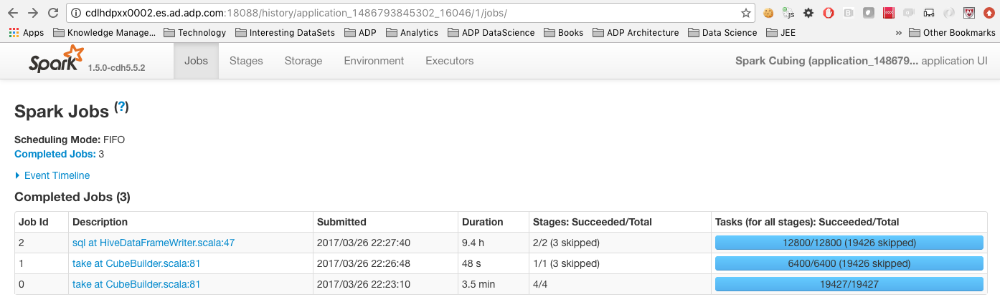 cdlhdpxx0002.es.ad.adp.com:18088/history/application_1486793845302_16046/1/jobs/
Apps Knowledge Manage... Technology Interesting DataSets ADP Analytics ADP DataScience Books ADP Architecture Data Science JEE » Other Bookmarks
Spark 1.5.0-cdh5.5.2 Jobs Stages Storage Environment Executors Spark Cubing (application_148679... application UI
Spark Jobs (?)
Scheduling Mode: FIFO
Completed Jobs: 3
Event Timeline
Completed Jobs (3)
Job Id Description Submitted Duration Stages: Succeeded/Total Tasks (for all stages): Succeeded/Total
2 sql at HiveDataFrameWriter.scala:47 2017/03/26 22:27:40 9.4 h 2/2 (3 skipped) 12800/12800 (19426 skipped)
1 take at CubeBuilder.scala:81 2017/03/26 22:26:48 48 s 1/1 (3 skipped) 6400/6400 (19426 skipped)
0 take at CubeBuilder.scala:81 2017/03/26 22:23:10 3.5 min 4/4 19427/19427